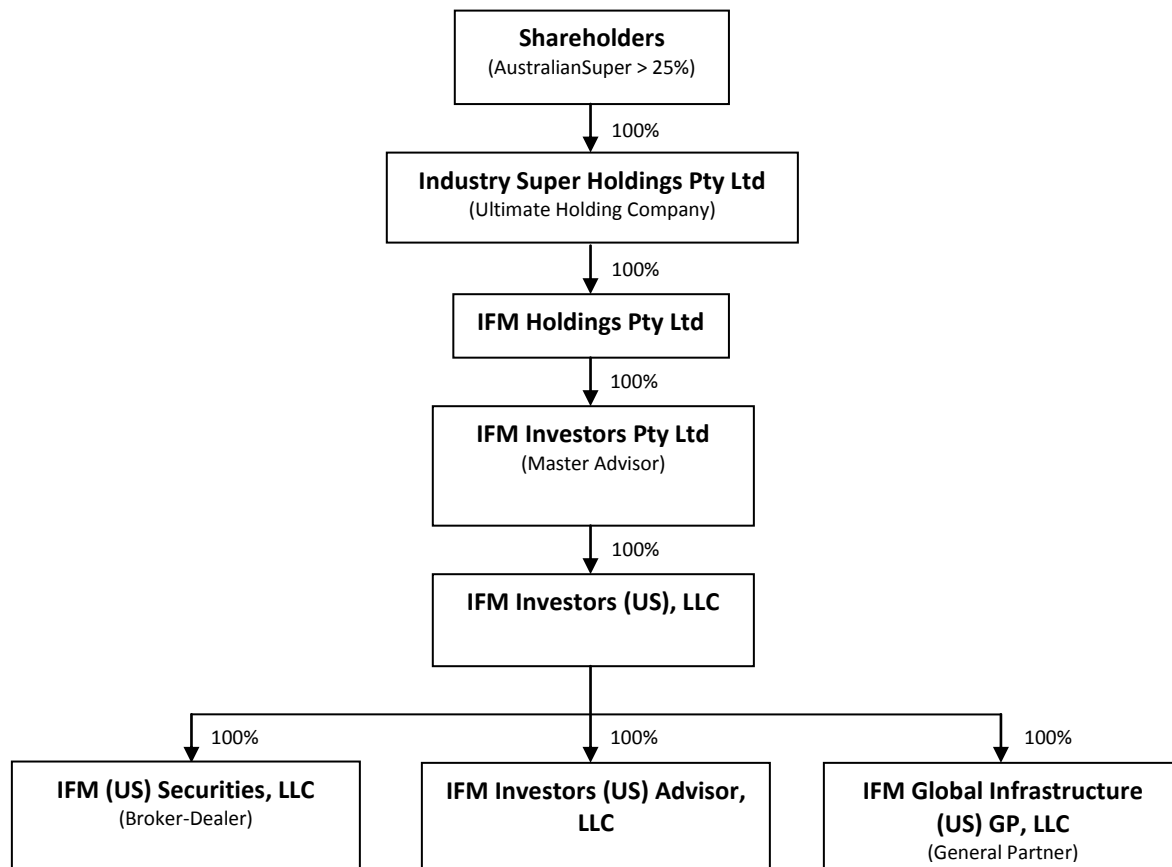 Shareholders
(AustralianSuper > 25%)
100%
Industry Super Holdings Pty Ltd
(Ultimate Holding Company)
100%
IFM Holdings Pty Ltd
100%
IFM Investors Pty Ltd
(Master Advisor)
100%
IFM Investors (US), LLC
100%
100%
100%
IFM (US) Securities, LLC
(Broker-Dealer)
IFM Investors (US) Advisor,
LLC
IFM Global Infrastructure
(US) GP, LLC
(General Partner)